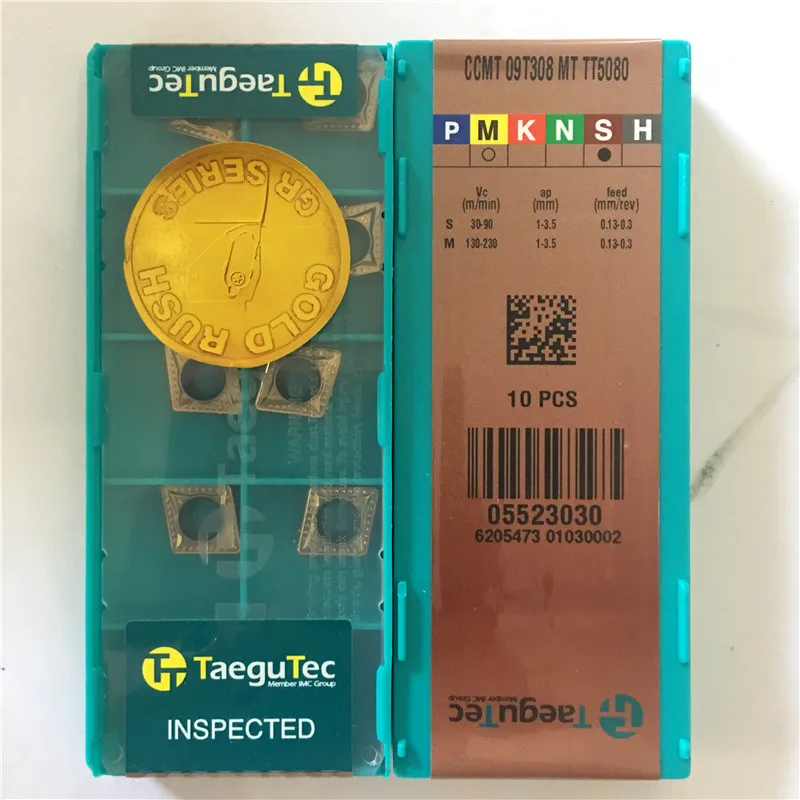 TaeguTec
Member IMC Group
GR SERIES
GOLD RUSH
WARNING
TaeguTec
Member IMC Group
INSPECTED
CCMT 09T308 MT TT5080
P M K N S H
Vc ap feed
(m/min) (mm) (mm/rev)
S 30-90 1-3.5 0.13-0.3
M 130-230 1-3.5 0.13-0.3
10 PCS
05523030
6205473 01030002
TaeguTec
Member IMC Group